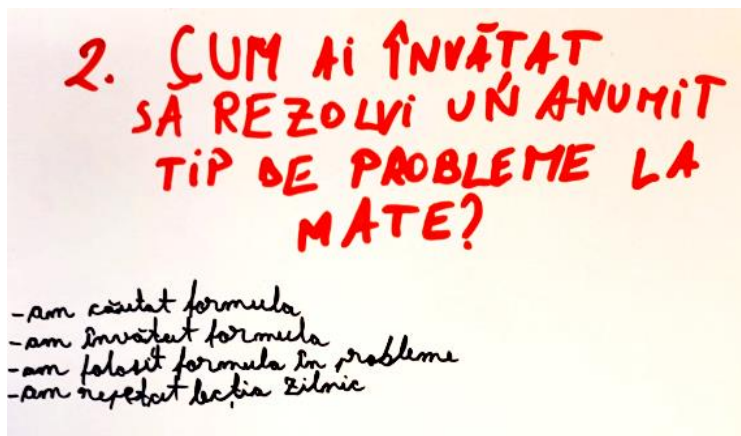 2. CUM AI ÎNVĂȚAT
SĂ REZOLVI UN ANUMIT
TIP DE PROBLEME LA
MATE?
-am căutat formula
-am învățat formula
-am folosit formula în probleme
-am repetat lecția zilnic